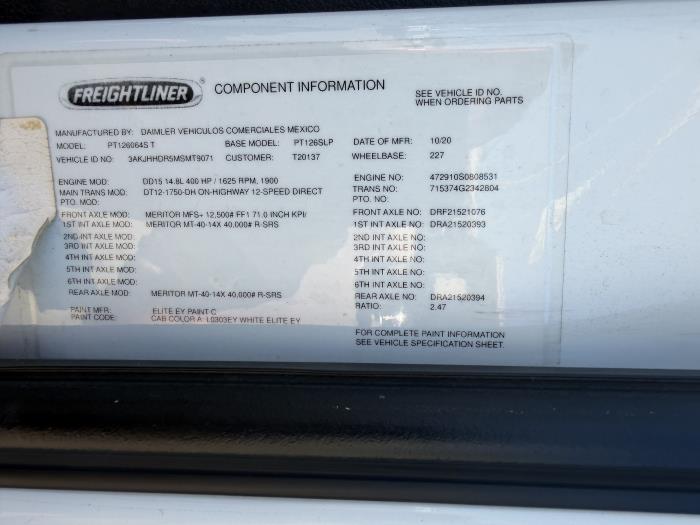 FREIGHTLINER ® COMPONENT INFORMATION
SEE VEHICLE ID NO.
WHEN ORDERING PARTS
MANUFACTURED BY: DAIMLER VEHICULOS COMERCIALES MEXICO DATE OF MFR: 10/20
MODEL: PT126064S T BASE MODEL: PT126SLP WHEELBASE: 227
VEHICLE ID NO: 3AKJHHDR5MSMT9071 CUSTOMER: T20137
ENGINE MOD: DD15 14.8L 400 HP / 1625 RPM, 1900 ENGINE NO: 472910S0808531
MAIN TRANS MOD: DT12-1750-DH ON-HIGHWAY 12-SPEED DIRECT TRANS NO: 715374G2342804
PTO. MOD: PTO. NO:
FRONT AXLE MOD: MERITOR MFS+ 12,500# FF1 71.0 INCH KPI/ FRONT AXLE NO: DRF21521076
1ST INT AXLE MOD: MERITOR MT-40-14X 40,000# R-SRS 1ST INT AXLE NO: DRA21520393
2ND INT AXLE MOD: 2ND INT AXLE NO:
3RD INT AXLE MOD: 3RD INT AXLE NO:
4TH INT AXLE MOD: 4TH INT AXLE NO:
5TH INT AXLE MOD: 5TH INT AXLE NO:
6TH INT AXLE MOD: 6TH INT AXLE NO:
REAR AXLE MOD: MERITOR MT-40-14X 40,000# R-SRS REAR AXLE NO: DRA21520394
RATIO: 2.47
PAINT MFR: ELITE EY PAINT C
PAINT CODE: CAB COLOR A: L0303EY WHITE ELITE EY
FOR COMPLETE PAINT INFORMATION
SEE VEHICLE SPECIFICATION SHEET.